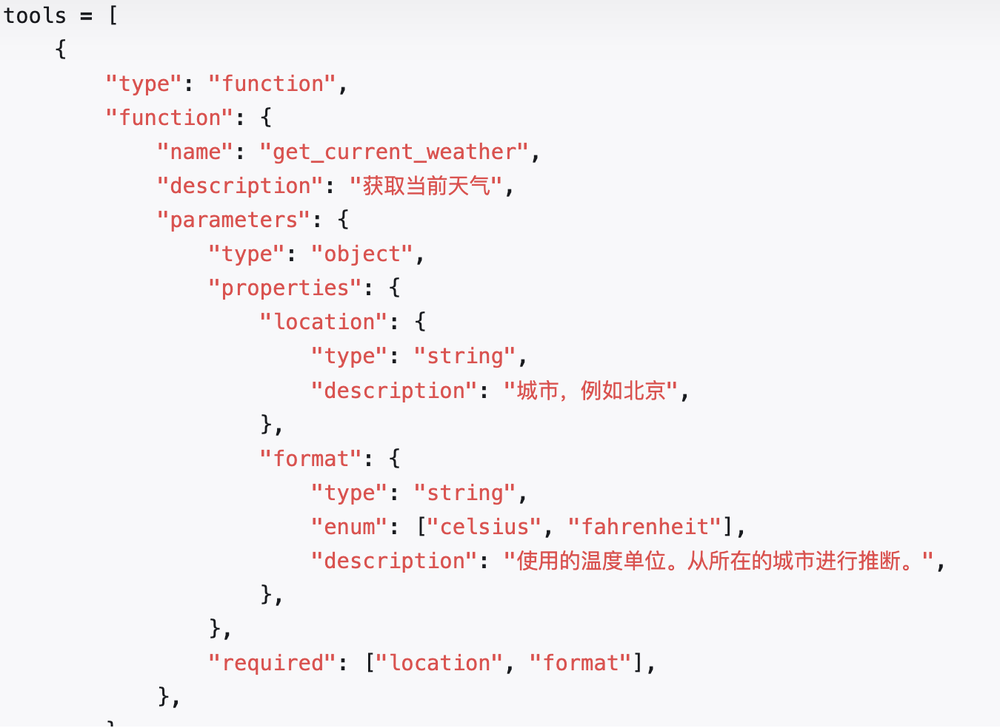 tools = [
    {
        "type": "function",
        "function": {
            "name": "get_current_weather",
            "description": "获取当前天气",
            "parameters": {
                "type": "object",
                "properties": {
                    "location": {
                        "type": "string",
                        "description": "城市，例如北京",
                    },
                    "format": {
                        "type": "string",
                        "enum": ["celsius", "fahrenheit"],
                        "description": "使用的温度单位。从所在的城市进行推断。",
                    },
                },
                "required": ["location", "format"],
            },
        }